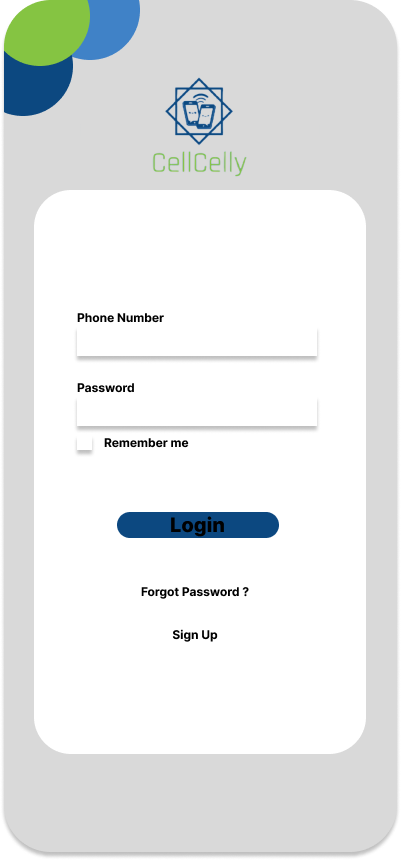 CellCelly
Phone Number
Password
Remember me
Login
Forgot Password ?
Sign Up